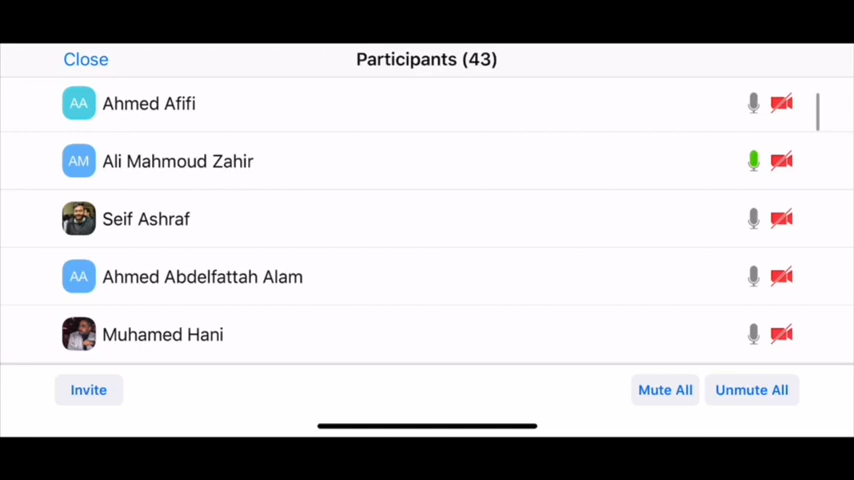 Close Participants (43)
AA Ahmed Afifi
AM Ali Mahmoud Zahir
Seif Ashraf
AA Ahmed Abdelfattah Alam
Muhamed Hani
Invite Mute All Unmute All